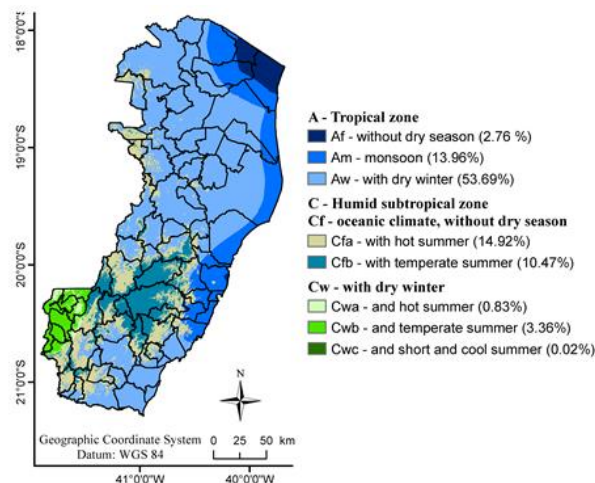 18°0'0"S
19°0'0"S
20°0'0"S
21°0'0"S
A - Tropical zone
Af - without dry season (2.76 %)
Am - monsoon (13.96%)
Aw - with dry winter (53.69%)
C - Humid subtropical zone
Cf - oceanic climate, without dry season
Cfa - with hot summer (14.92%)
Cfb - with temperate summer (10.47%)
Cw - with dry winter
Cwa - and hot summer (0.83%)
Cwb - and temperate summer (3.36%)
Cwc - and short and cool summer (0.02%)
N
Geographic Coordinate System
Datum: WGS 84
0 25 50 km
41°0'0"W 40°0'0"W